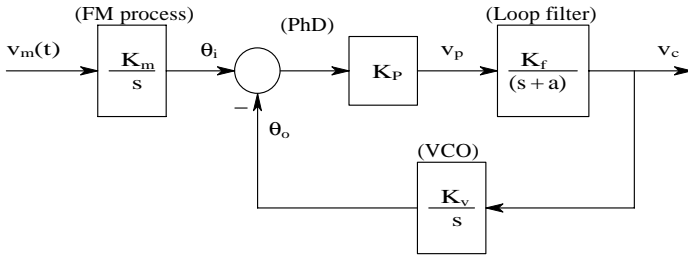 (FM process)
(PhD)
(Loop filter)
v_m(t)
K_m
s
θ_i
−
θ_o
K_P
v_p
K_f
(s + a)
v_c
(VCO)
K_v
s